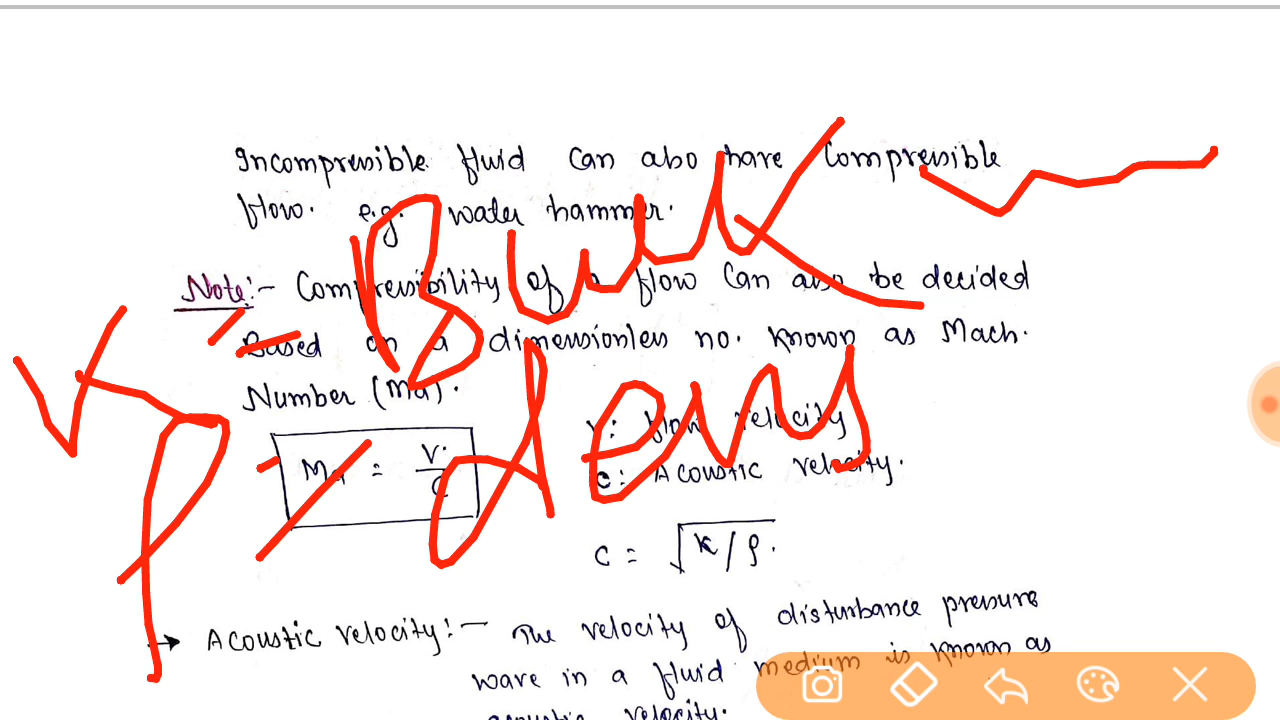 Incompressible fluid can also have compressible
flow. e.g. water hammer.
Note:- Compressibility of a flow can also be decided
Based on a dimensionless no. known as Mach.
Number (Ma).
Ma = V/C
V: flow velocity
C: Acoustic velocity.
C = √K/ρ.
→ Acoustic velocity:- The velocity of disturbance pressure
wave in a fluid medium is known as
acoustic velocity.
K - Bulk
ρ - dens